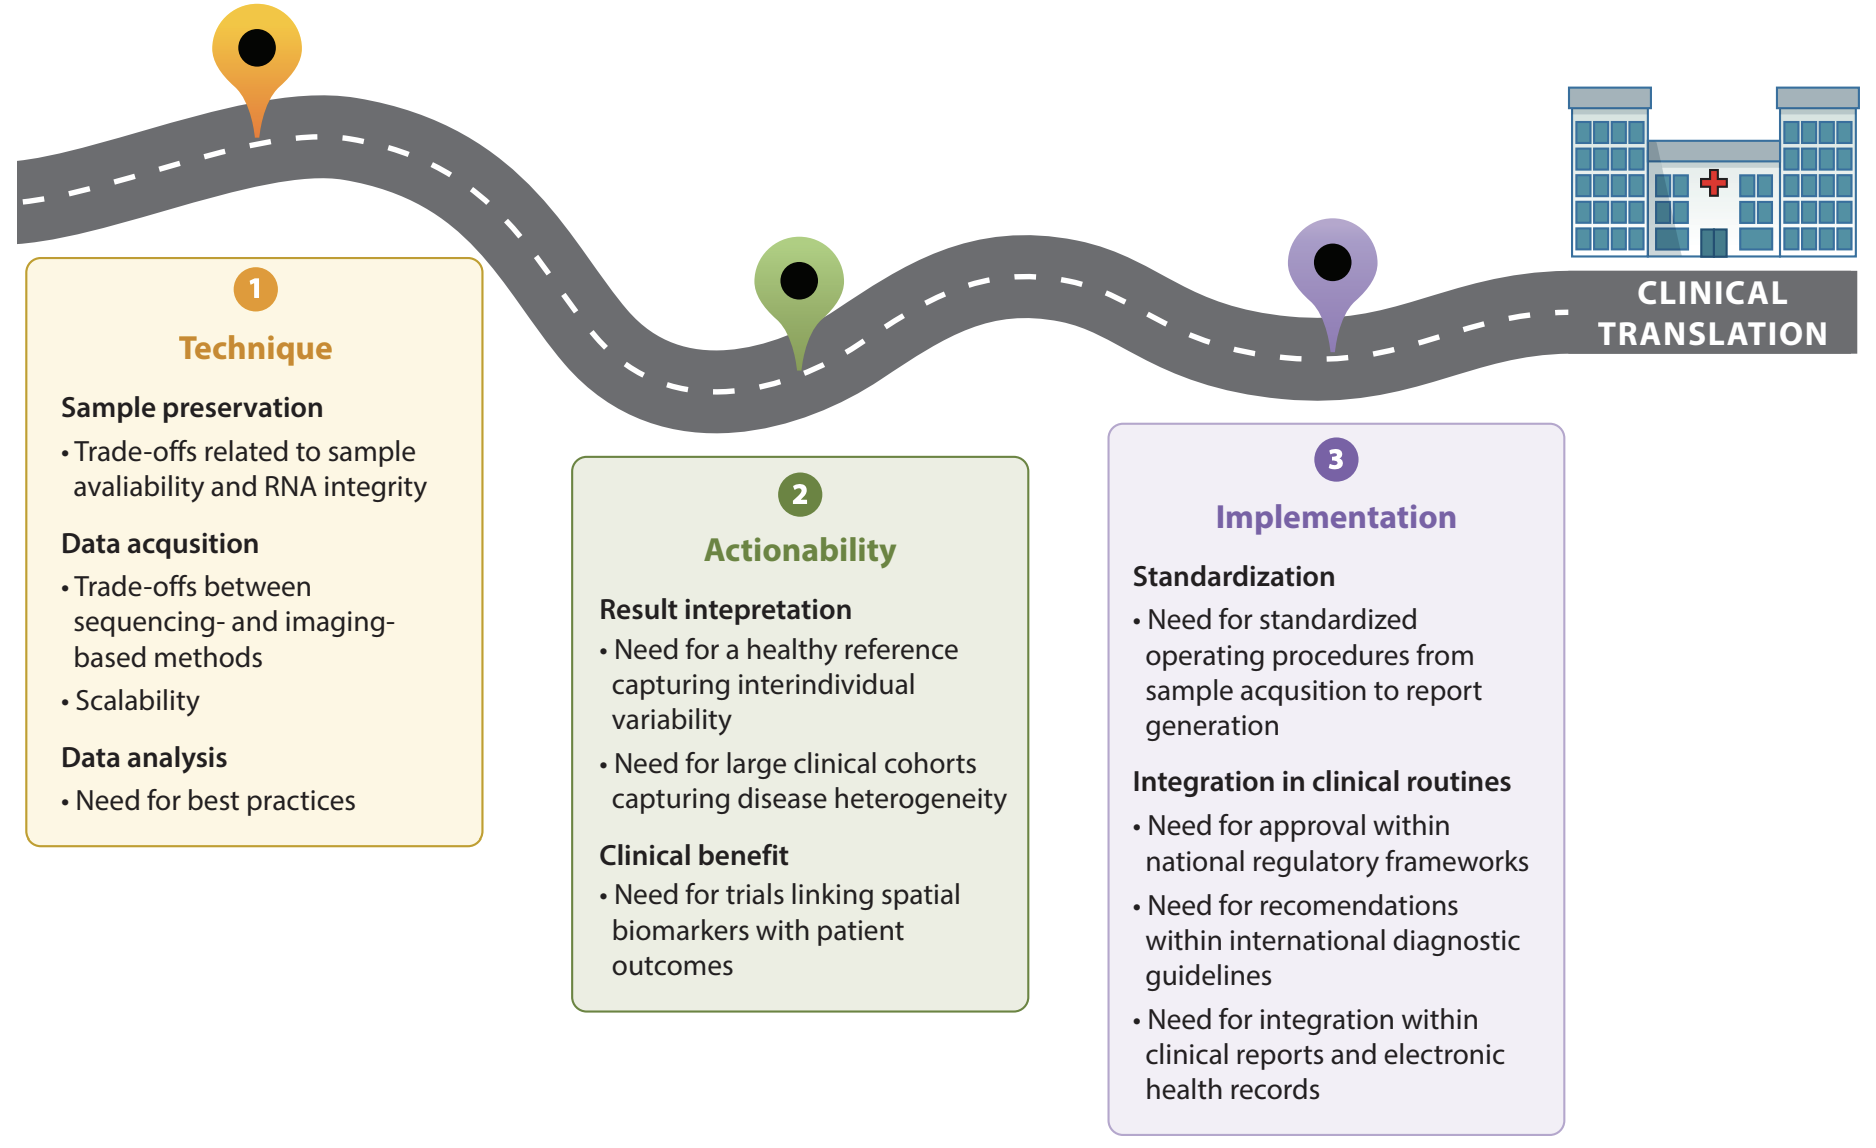 CLINICAL
TRANSLATION
1
Technique
Sample preservation
• Trade-offs related to sample
avaliability and RNA integrity
Data acqusition
• Trade-offs between
sequencing- and imaging-
based methods
• Scalability
Data analysis
• Need for best practices
2
Actionability
Result intepretation
• Need for a healthy reference
capturing interindividual
variability
• Need for large clinical cohorts
capturing disease heterogeneity
Clinical benefit
• Need for trials linking spatial
biomarkers with patient
outcomes
3
Implementation
Standardization
• Need for standardized
operating procedures from
sample acqusition to report
generation
Integration in clinical routines
• Need for approval within
national regulatory frameworks
• Need for recomendations
within international diagnostic
guidelines
• Need for integration within
clinical reports and electronic
health records